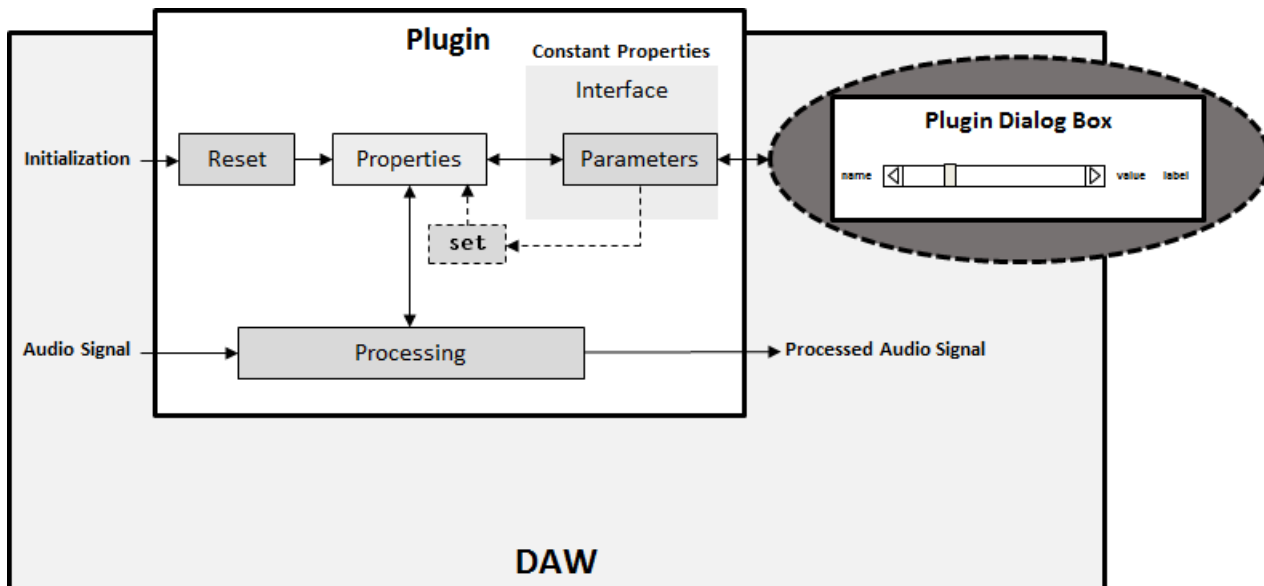 Plugin
Constant Properties
Interface
Plugin Dialog Box
Initialization
Reset
Properties
Parameters
name
value
label
set
Audio Signal
Processing
Processed Audio Signal
DAW